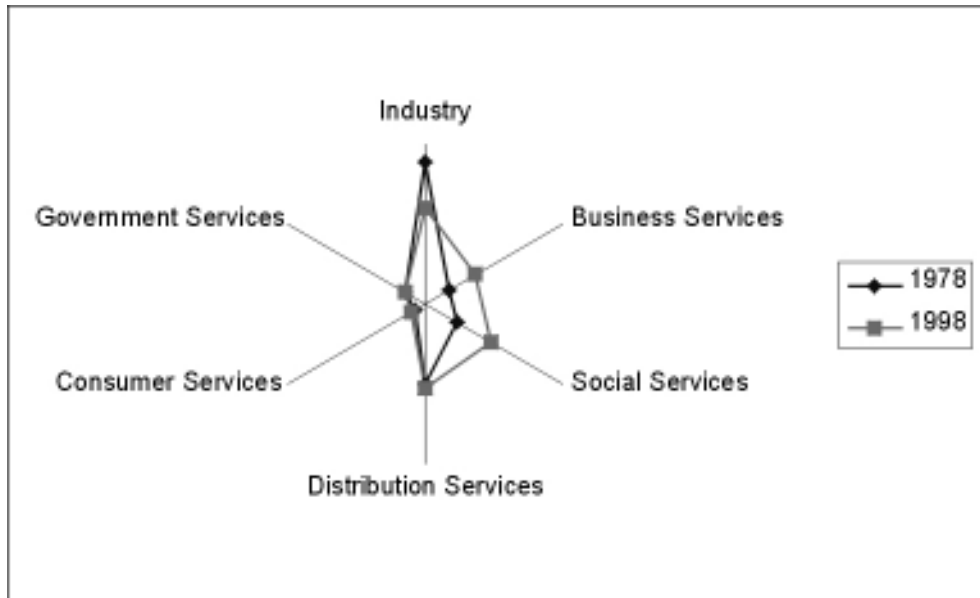 Industry
Government Services
Business Services
1978
1998
Consumer Services
Social Services
Distribution Services